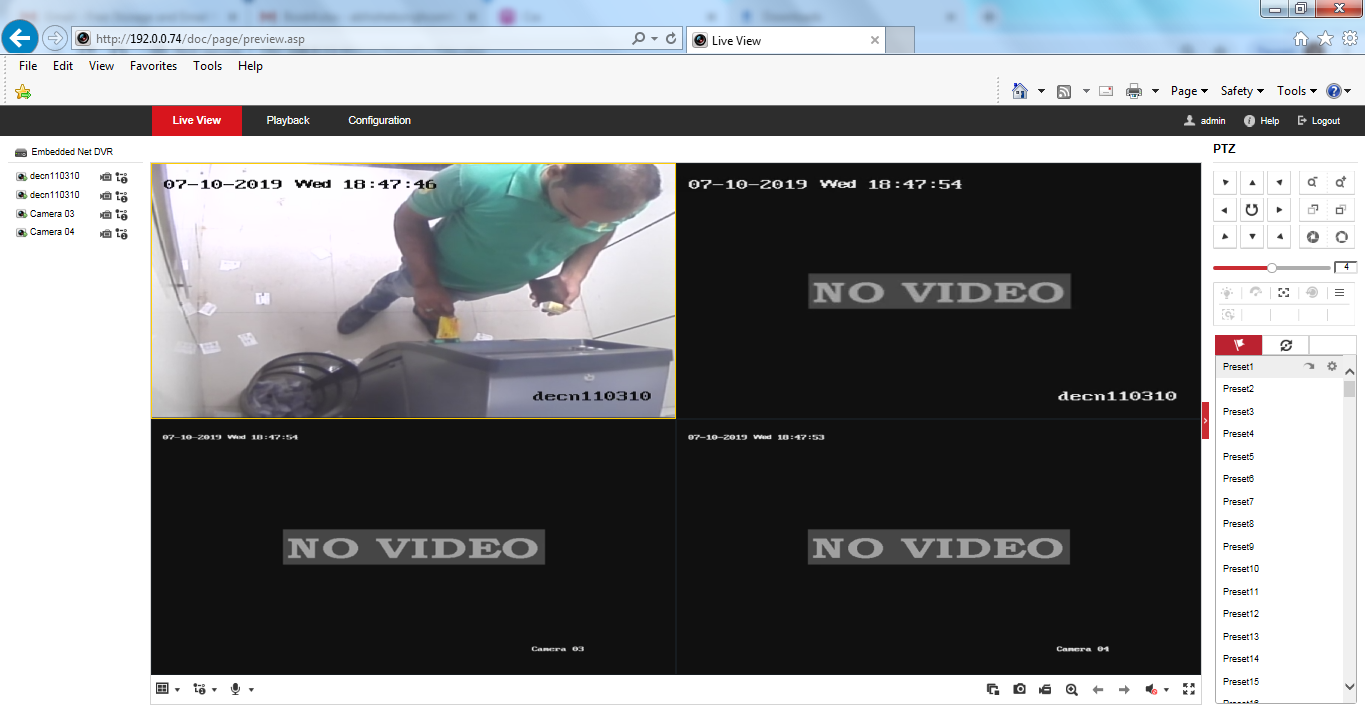 http://192.0.0.74/doc/page/preview.asp
Live View
File Edit View Favorites Tools Help
Page Safety Tools
Live View Playback Configuration
admin Help Logout
Embedded Net DVR
decn110310
decn110310
Camera 03
Camera 04
07-10-2019 Wed 18:47:46
decn110310
07-10-2019 Wed 18:47:54
NO VIDEO
decn110310
07-10-2019 Wed 18:47:54
NO VIDEO
Camera 03
07-10-2019 Wed 18:47:53
NO VIDEO
Camera 04
PTZ
4
Preset1
Preset2
Preset3
Preset4
Preset5
Preset6
Preset7
Preset8
Preset9
Preset10
Preset11
Preset12
Preset13
Preset14
Preset15